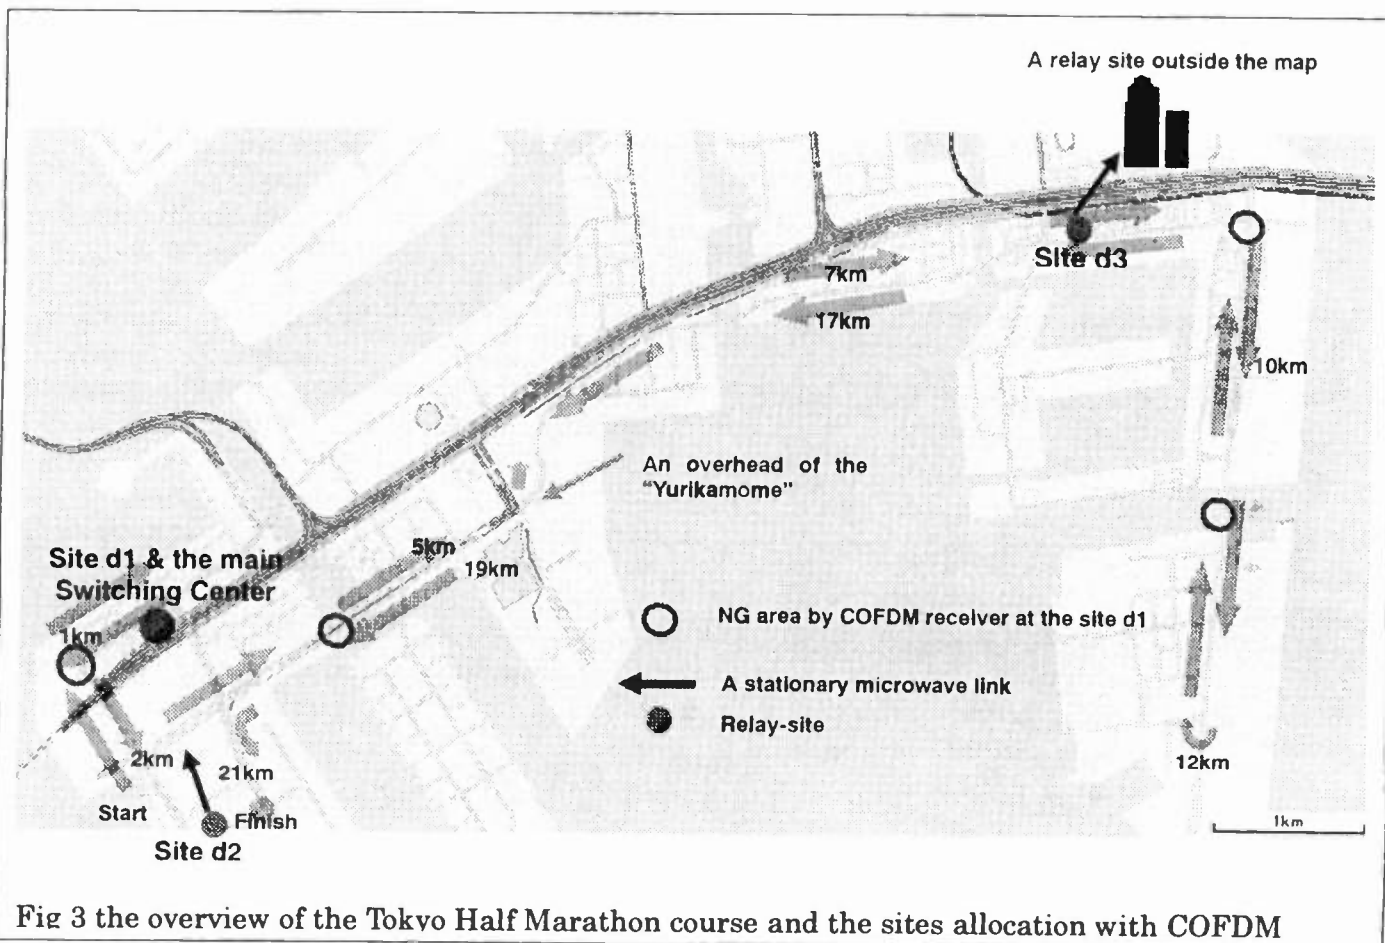 A relay site outside the map
Site d3
7km
17km
10km
An overhead of the
"Yurikamome"
Site d1 & the main
Switching Center
5km
19km
1km
NG area by COFDM receiver at the site d1
A stationary microwave link
Relay-site
2km
21km
12km
Start
Finish
Site d2
1km
Fig 3 the overview of the Tokyo Half Marathon course and the sites allocation with COFDM